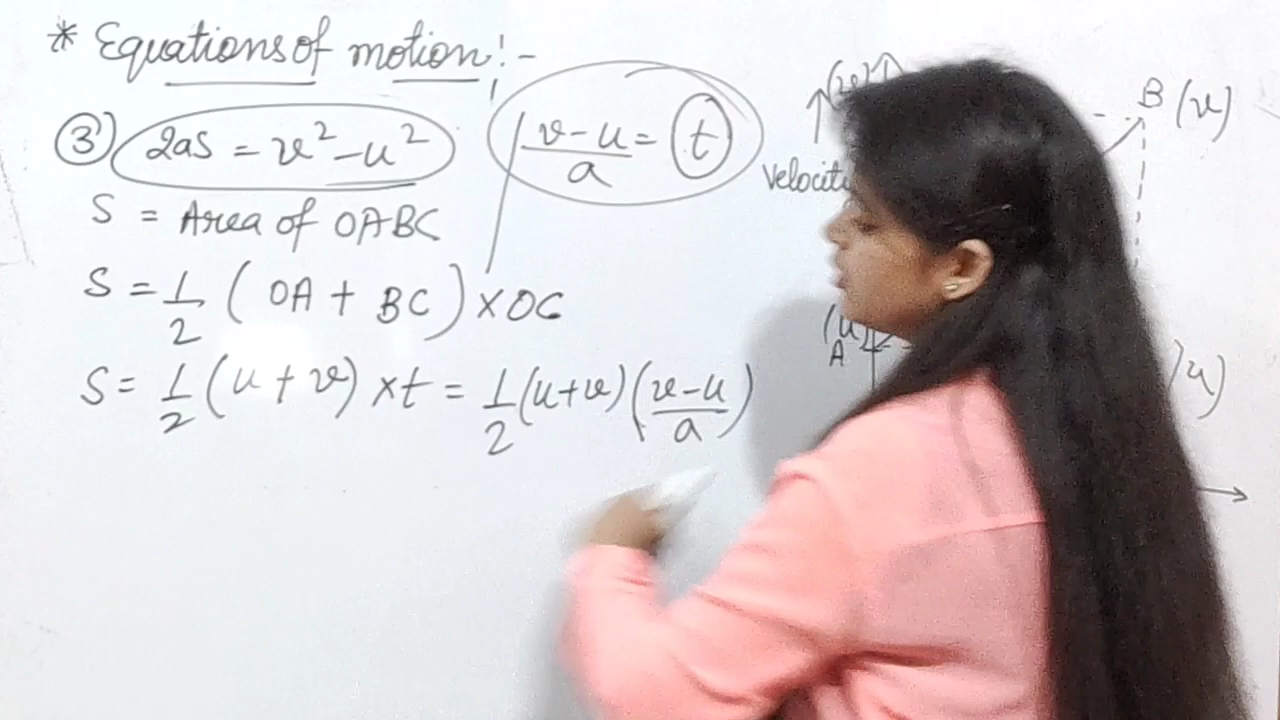 * Equations of motion:-
③ 2as = v² - u²
(v - u)/a = t
S = Area of OABC
S = 1/2 (OA + BC) × OC
S = 1/2 (u + v) × t = 1/2 (u+v) ((v-u)/a)
B (v)
(u)
A